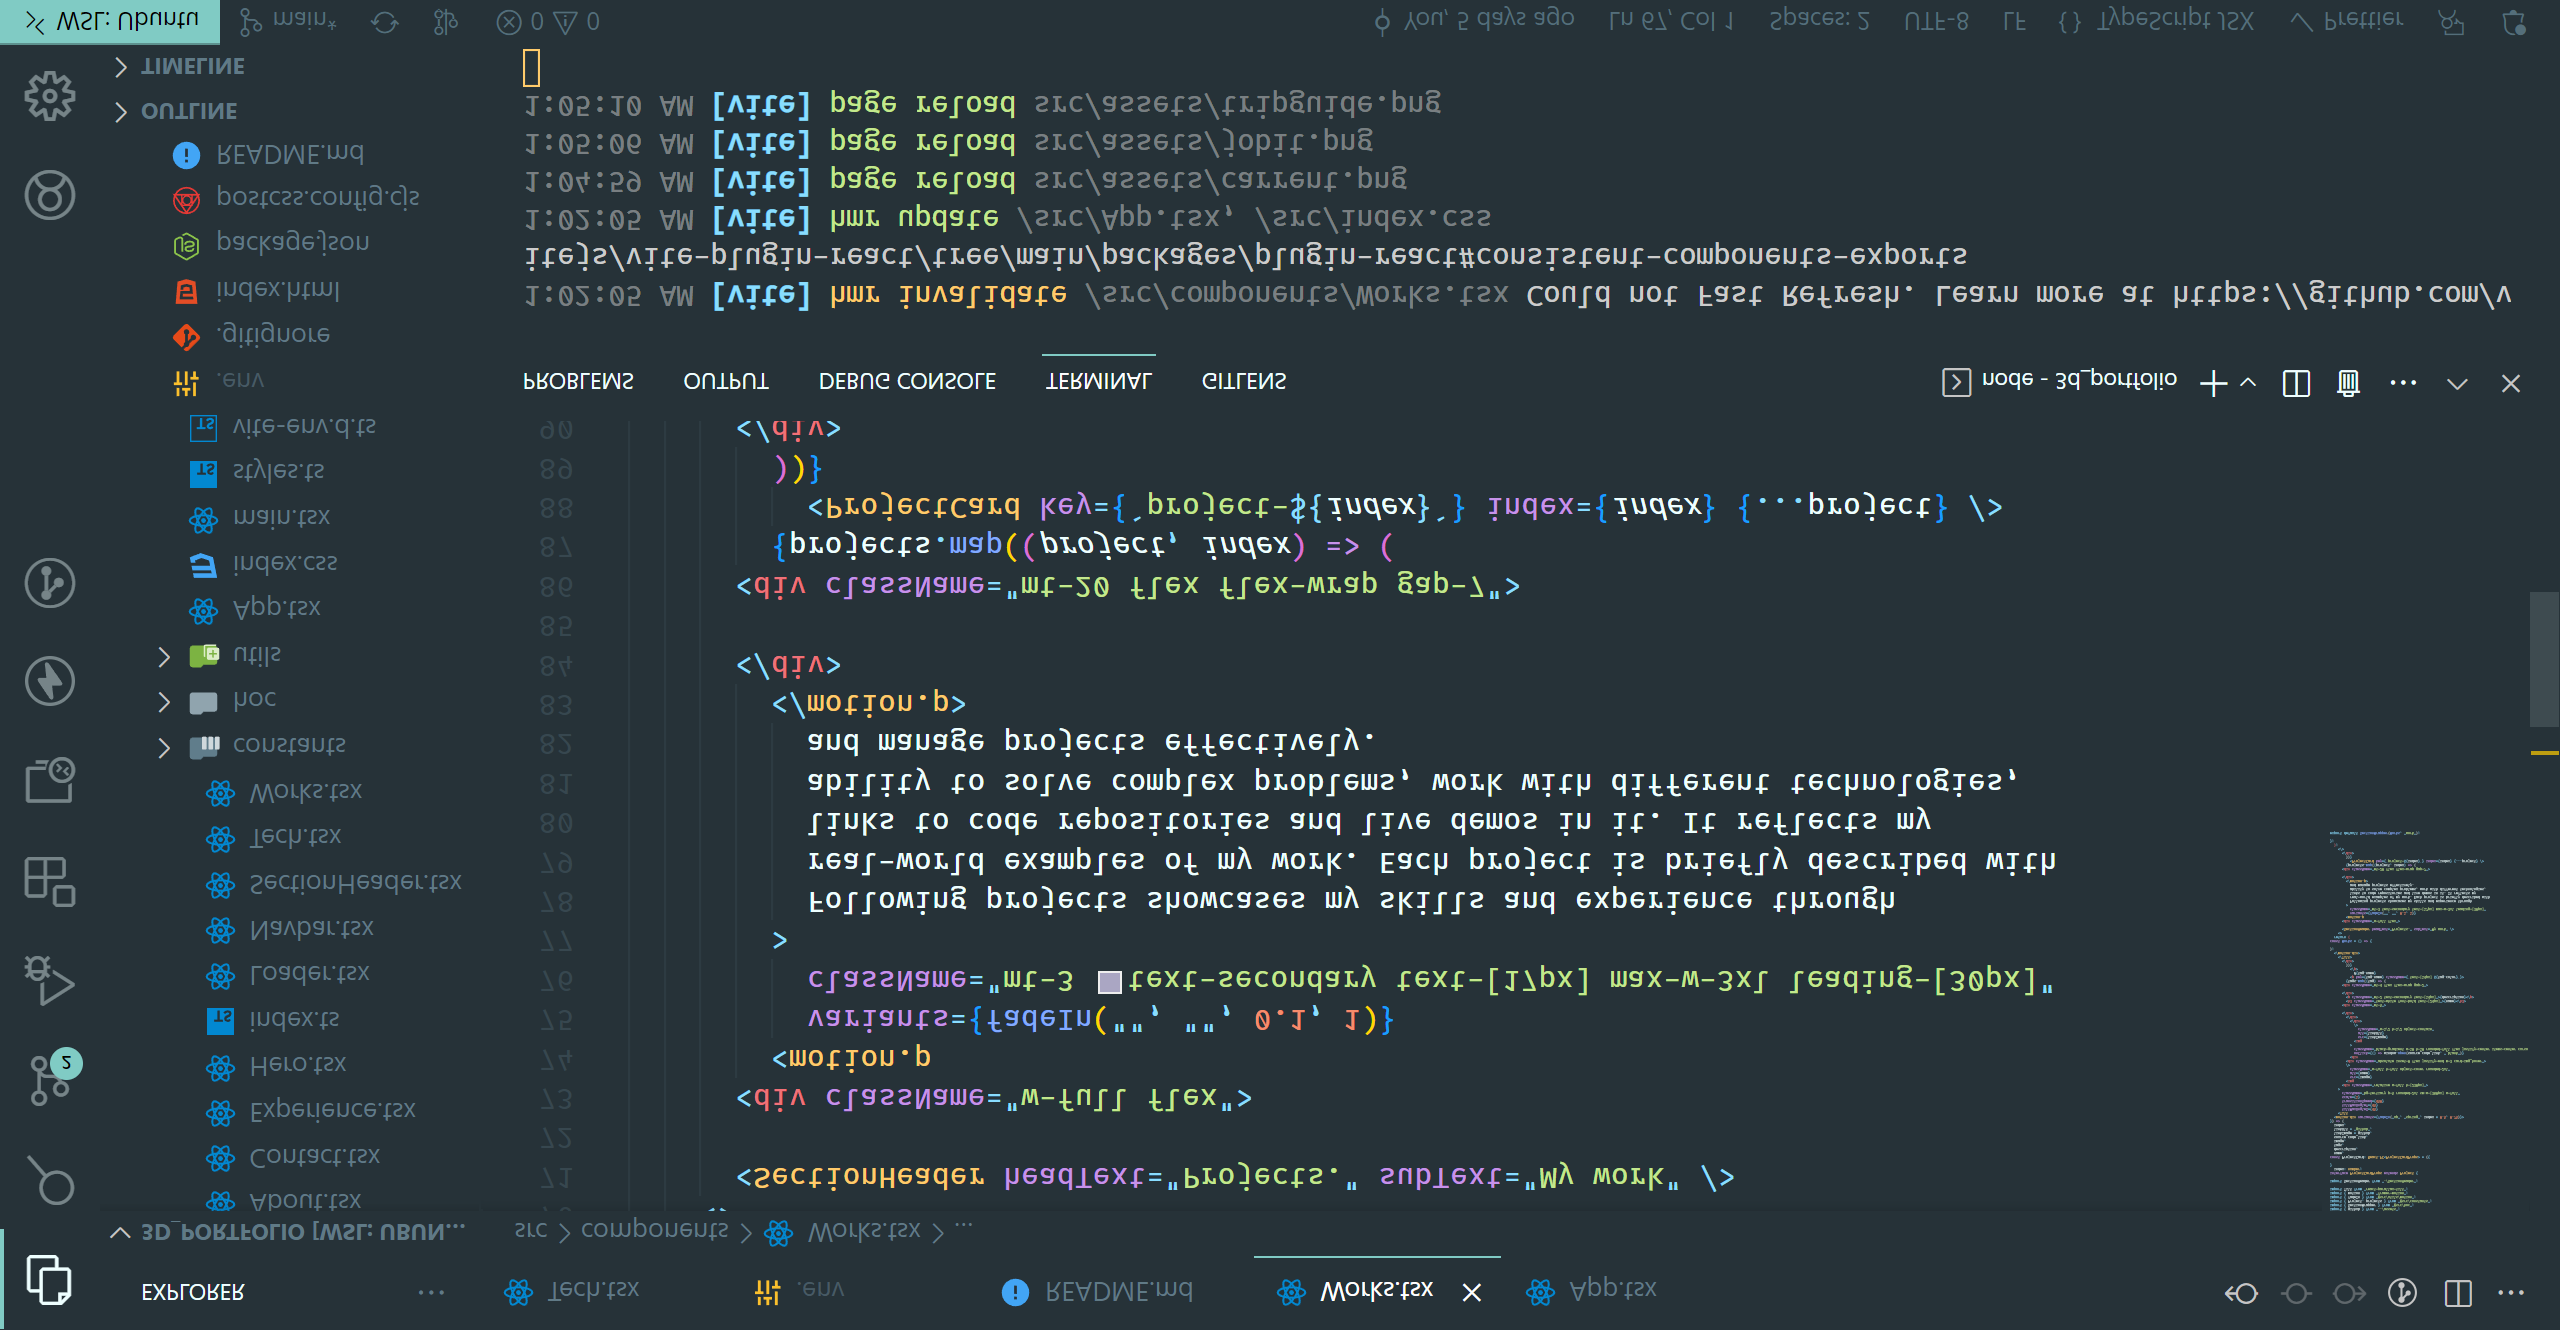 EXPLORER
Tech.tsx
.env
README.md
Works.tsx
App.tsx
3D_PORTFOLIO [WSL: UBUN...
About.tsx
Contact.tsx
Experience.tsx
Hero.tsx
index.ts
Loader.tsx
Navbar.tsx
SectionHeader.tsx
Tech.tsx
Works.tsx
constants
hoc
utils
App.tsx
index.css
main.tsx
styles.ts
vite-env.d.ts
.env
.gitignore
index.html
package.json
postcss.config.cjs
README.md
OUTLINE
TIMELINE
2
src > components > Works.tsx > ...
71 <SectionHeader headText="Projects." subText="My work" />
72
73 <div className="w-full flex">
74 <motion.p
75 variants={fadeIn("", "", 0.1, 1)}
76 className="mt-3 text-secondary text-[17px] max-w-3xl leading-[30px]"
77 >
78 Following projects showcases my skills and experience through
79 real-world examples of my work. Each project is briefly described with
80 links to code repositories and live demos in it. It reflects my
81 ability to solve complex problems, work with different technologies,
82 and manage projects effectively.
83 </motion.p>
84 </div>
85
86 <div className="mt-20 flex flex-wrap gap-7">
87 {projects.map((project, index) => (
88 <ProjectCard key={`project-${index}`} index={index} {...project} />
89 ))}
90 </div>
PROBLEMS OUTPUT DEBUG CONSOLE TERMINAL GITLENS
node - 3d_portfolio
1:02:05 AM [vite] hmr invalidate /src/components/Works.tsx Could not Fast Refresh. Learn more at https://github.com/v
itejs/vite-plugin-react/tree/main/packages/plugin-react#consistent-components-exports
1:02:05 AM [vite] hmr update /src/App.tsx, /src/index.css
1:04:59 AM [vite] page reload src/assets/carrent.png
1:05:06 AM [vite] page reload src/assets/jobit.png
1:05:10 AM [vite] page reload src/assets/tripguide.png
WSL: Ubuntu
main*
0
0
You, 5 days ago
Ln 67, Col 1
Spaces: 2
UTF-8
LF
{ } TypeScript JSX
Prettier